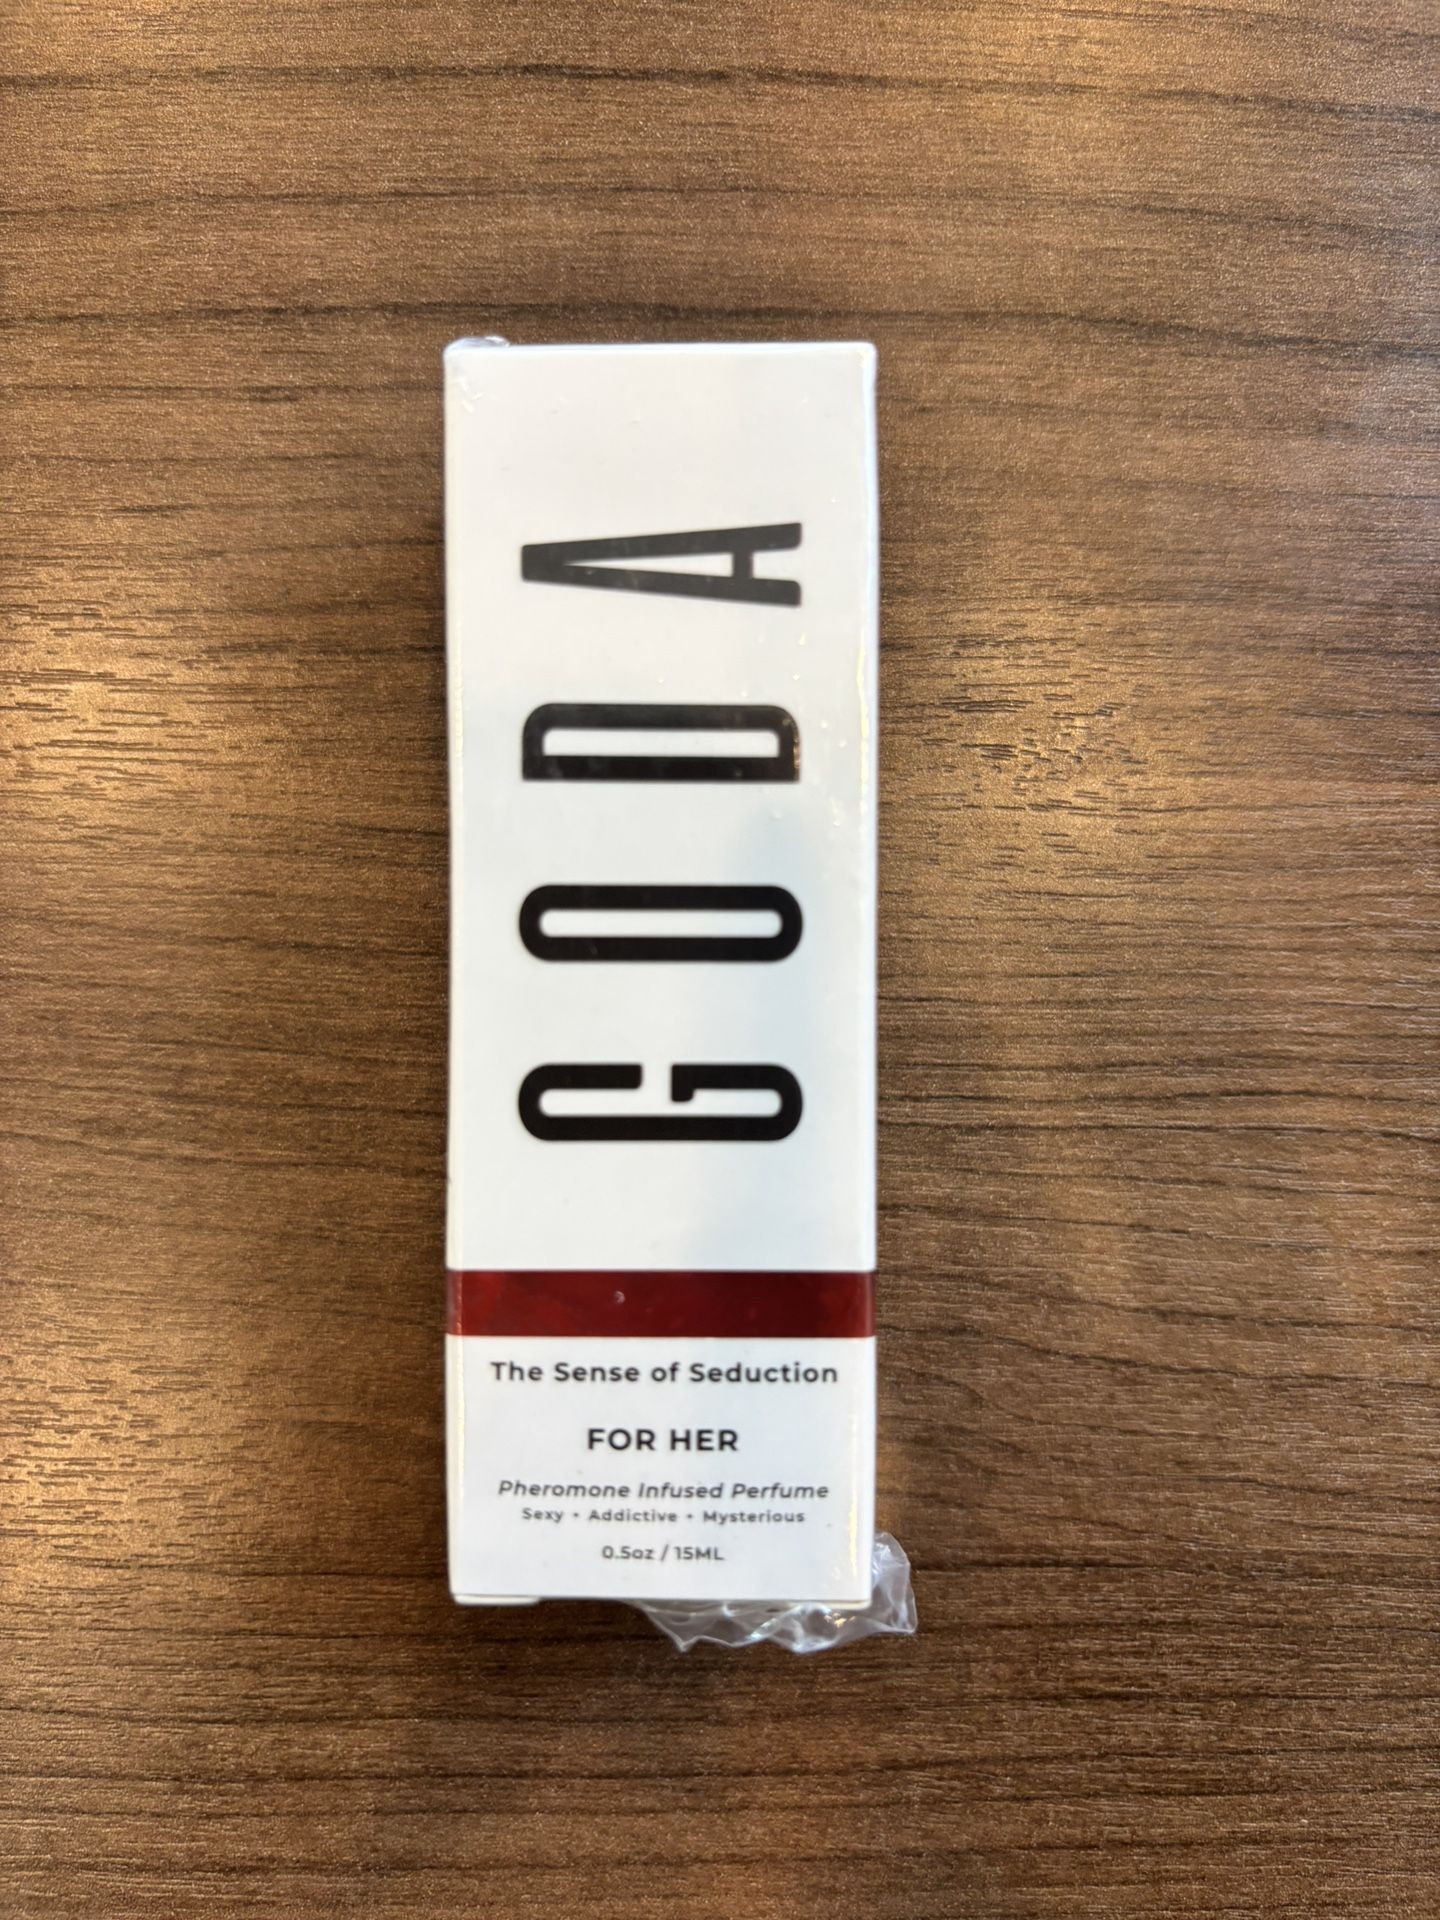 GODA
The Sense of Seduction
FOR HER
Pheromone Infused Perfume
Sexy • Addictive • Mysterious
0.5oz / 15ML